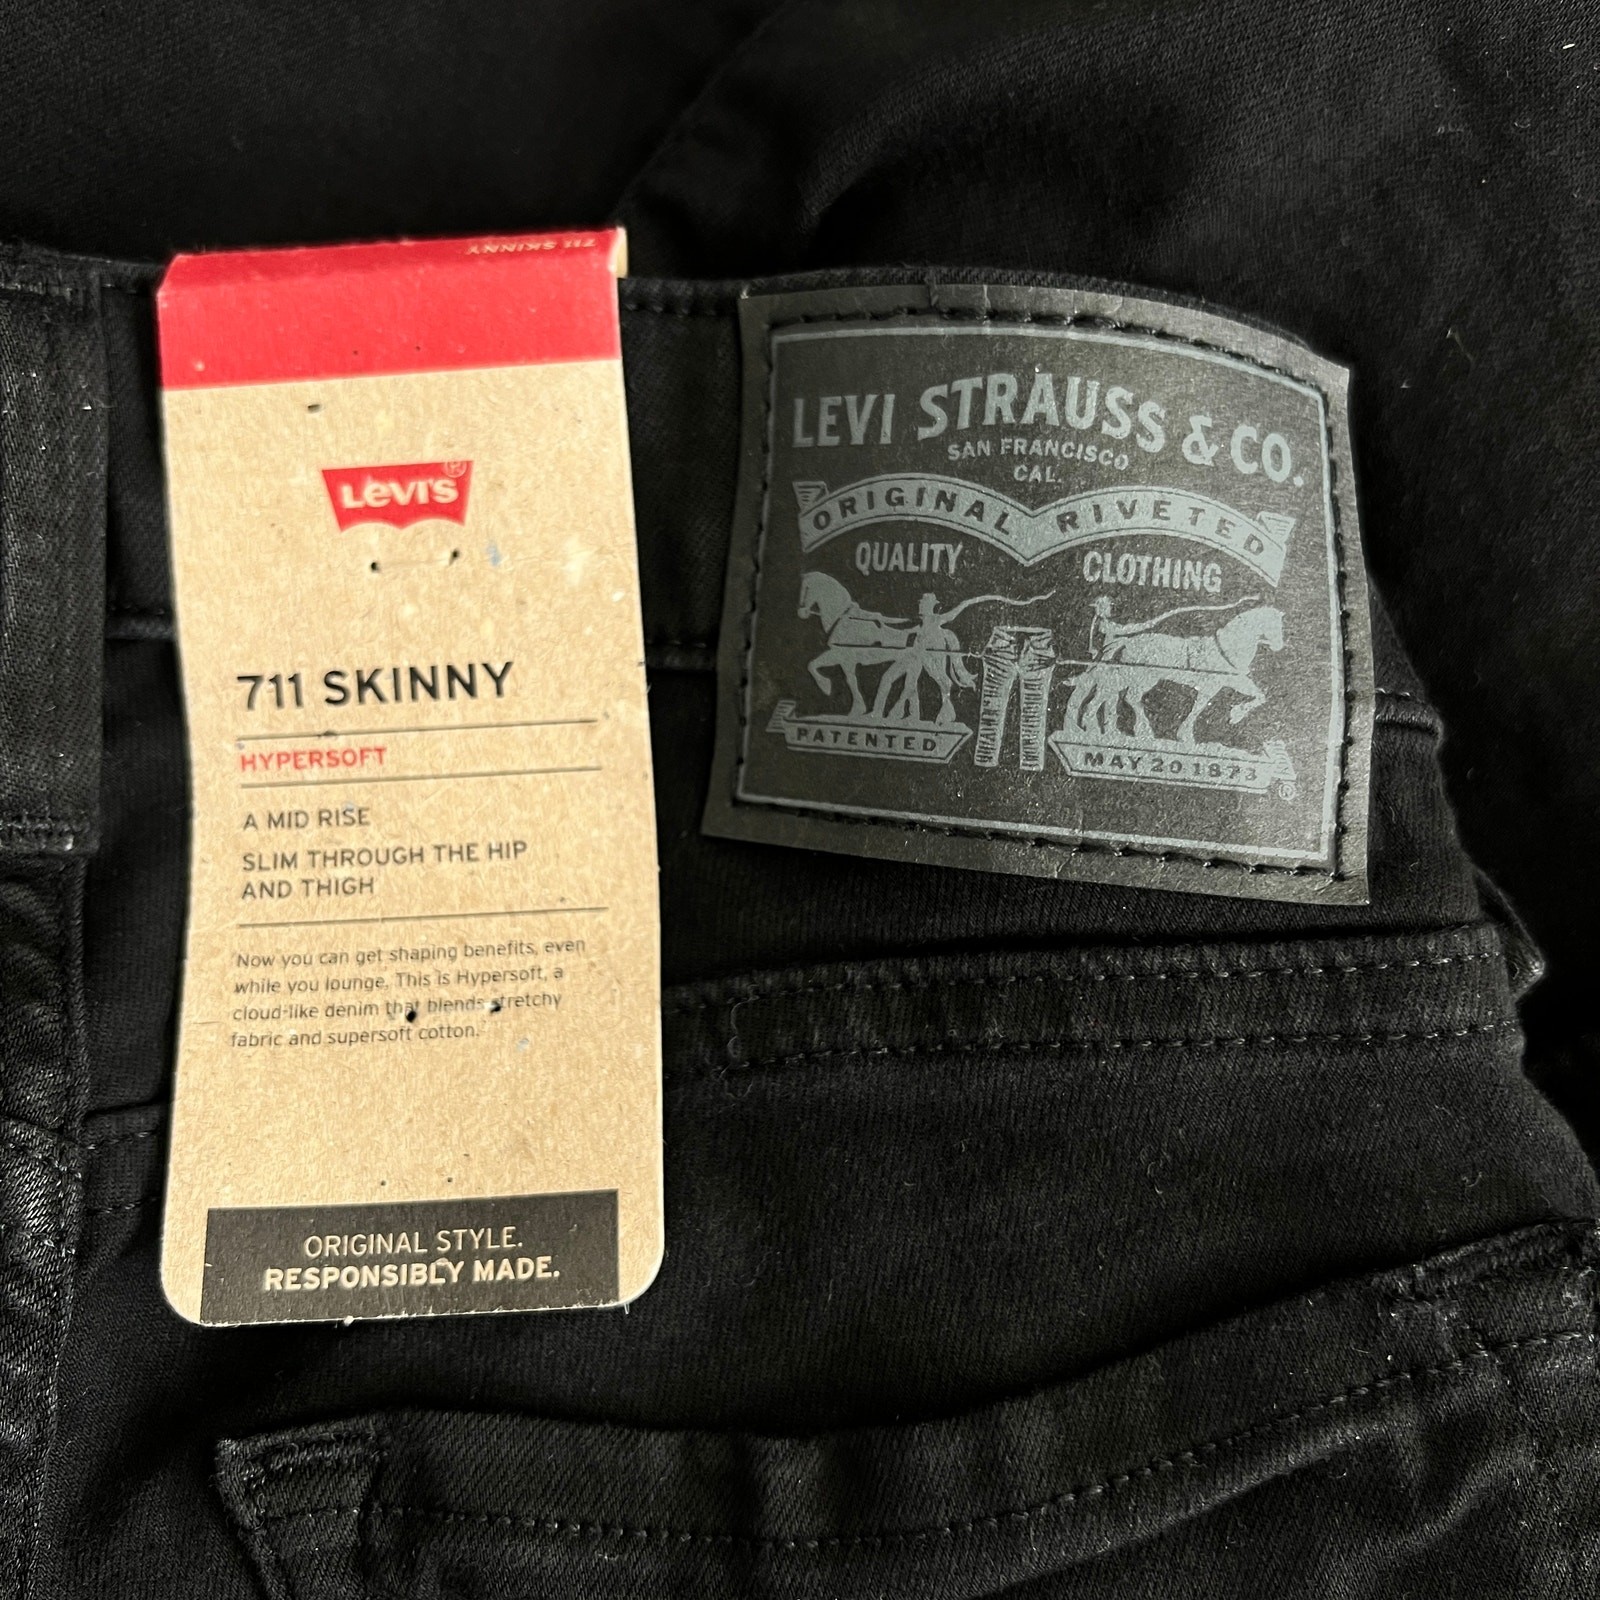 711 SKINNY
LEVI'S®
711 SKINNY
HYPERSOFT
A MID RISE
SLIM THROUGH THE HIP
AND THIGH
Now you can get shaping benefits, even
while you lounge. This is Hypersoft, a
cloud-like denim that blends stretchy
fabric and supersoft cotton.
ORIGINAL STYLE.
RESPONSIBLY MADE.
LEVI STRAUSS & CO.
SAN FRANCISCO
CAL.
ORIGINAL RIVETED
QUALITY CLOTHING
PATENTED MAY 20 1873 ®